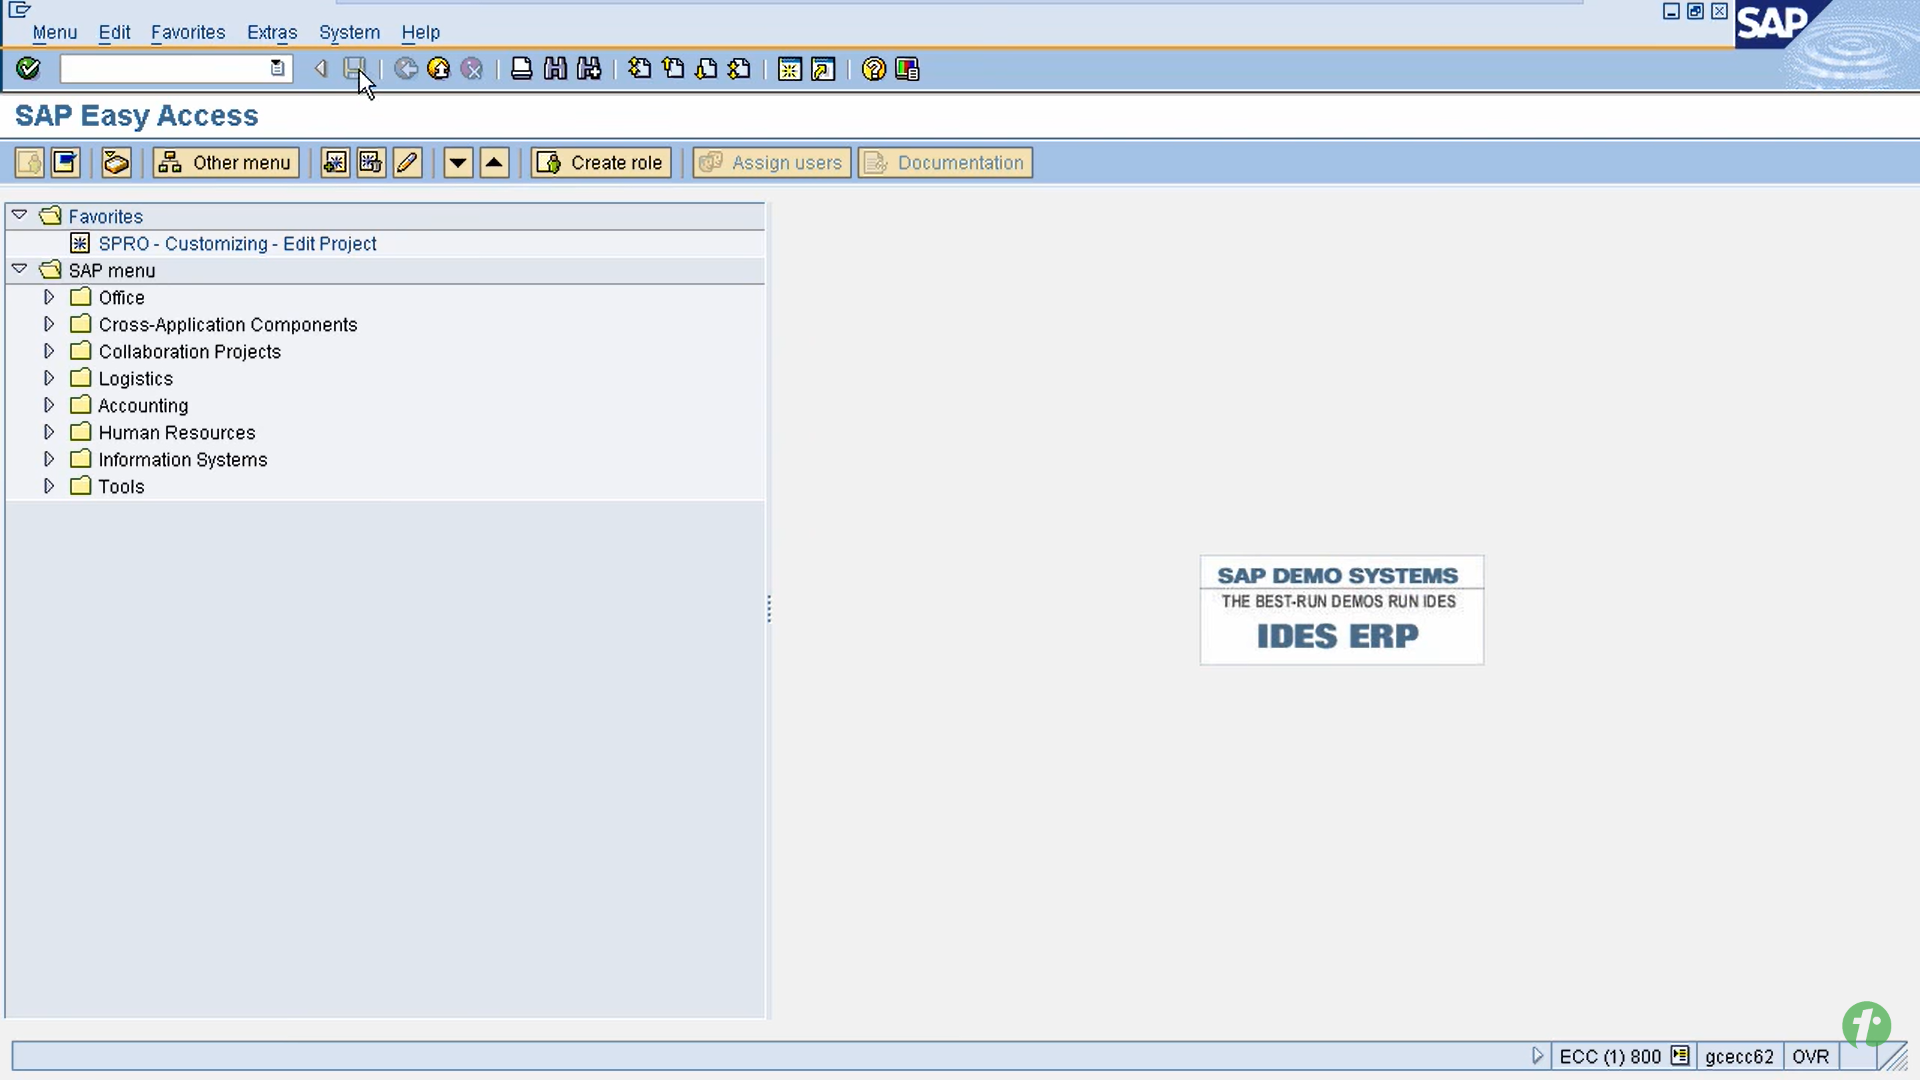 Menu Edit Favorites Extras System Help
SAP
SAP Easy Access
Other menu Create role Assign users Documentation
Favorites
SPRO - Customizing - Edit Project
SAP menu
Office
Cross-Application Components
Collaboration Projects
Logistics
Accounting
Human Resources
Information Systems
Tools
SAP DEMO SYSTEMS
THE BEST-RUN DEMOS RUN IDES
IDES ERP
ECC (1) 800 gcecc62 OVR